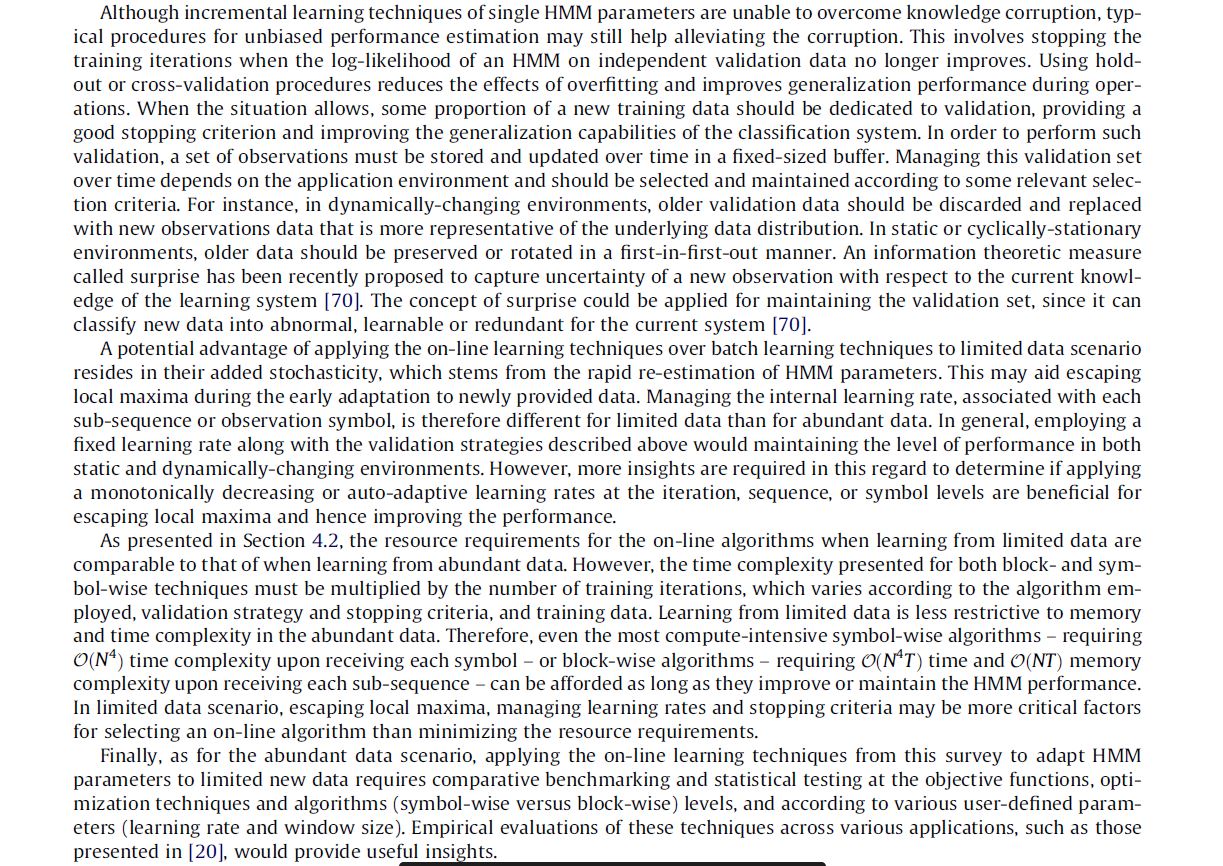 Although incremental learning techniques of single HMM parameters are unable to overcome knowledge corruption, typ-
ical procedures for unbiased performance estimation may still help alleviating the corruption. This involves stopping the
training iterations when the log-likelihood of an HMM on independent validation data no longer improves. Using hold-
out or cross-validation procedures reduces the effects of overfitting and improves generalization performance during oper-
ations. When the situation allows, some proportion of a new training data should be dedicated to validation, providing a
good stopping criterion and improving the generalization capabilities of the classification system. In order to perform such
validation, a set of observations must be stored and updated over time in a fixed-sized buffer. Managing this validation set
over time depends on the application environment and should be selected and maintained according to some relevant selec-
tion criteria. For instance, in dynamically-changing environments, older validation data should be discarded and replaced
with new observations data that is more representative of the underlying data distribution. In static or cyclically-stationary
environments, older data should be preserved or rotated in a first-in-first-out manner. An information theoretic measure
called surprise has been recently proposed to capture uncertainty of a new observation with respect to the current knowl-
edge of the learning system [70]. The concept of surprise could be applied for maintaining the validation set, since it can
classify new data into abnormal, learnable or redundant for the current system [70].
A potential advantage of applying the on-line learning techniques over batch learning techniques to limited data scenario
resides in their added stochasticity, which stems from the rapid re-estimation of HMM parameters. This may aid escaping
local maxima during the early adaptation to newly provided data. Managing the internal learning rate, associated with each
sub-sequence or observation symbol, is therefore different for limited data than for abundant data. In general, employing a
fixed learning rate along with the validation strategies described above would maintaining the level of performance in both
static and dynamically-changing environments. However, more insights are required in this regard to determine if applying
a monotonically decreasing or auto-adaptive learning rates at the iteration, sequence, or symbol levels are beneficial for
escaping local maxima and hence improving the performance.
As presented in Section 4.2, the resource requirements for the on-line algorithms when learning from limited data are
comparable to that of when learning from abundant data. However, the time complexity presented for both block- and sym-
bol-wise techniques must be multiplied by the number of training iterations, which varies according to the algorithm em-
ployed, validation strategy and stopping criteria, and training data. Learning from limited data is less restrictive to memory
and time complexity in the abundant data. Therefore, even the most compute-intensive symbol-wise algorithms – requiring
𝒪(N⁴) time complexity upon receiving each symbol – or block-wise algorithms – requiring 𝒪(N⁴T) time and 𝒪(NT) memory
complexity upon receiving each sub-sequence – can be afforded as long as they improve or maintain the HMM performance.
In limited data scenario, escaping local maxima, managing learning rates and stopping criteria may be more critical factors
for selecting an on-line algorithm than minimizing the resource requirements.
Finally, as for the abundant data scenario, applying the on-line learning techniques from this survey to adapt HMM
parameters to limited new data requires comparative benchmarking and statistical testing at the objective functions, opti-
mization techniques and algorithms (symbol-wise versus block-wise) levels, and according to various user-defined param-
eters (learning rate and window size). Empirical evaluations of these techniques across various applications, such as those
presented in [20], would provide useful insights.